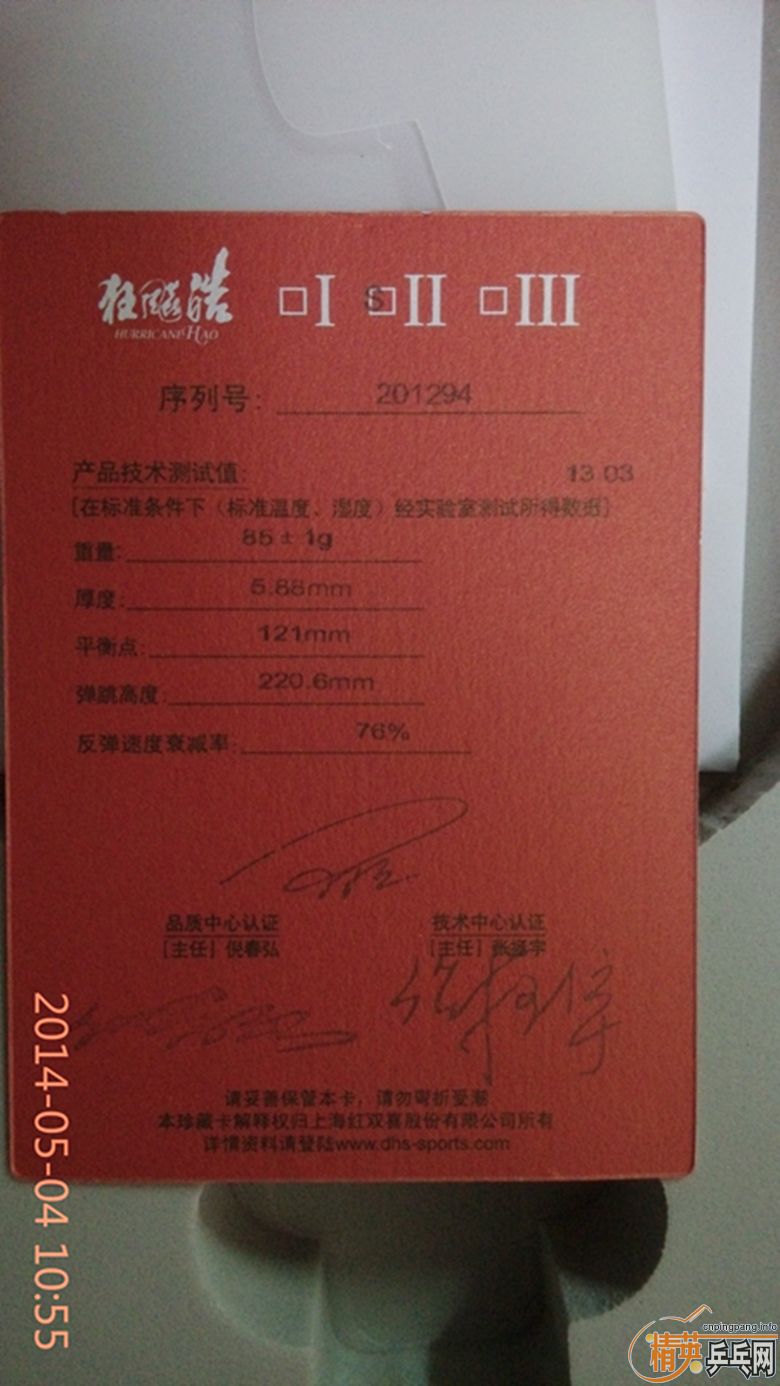 狂飚皓 □I S□II □III
HURRICANE HAO
序列号: 201294
产品技术测试值: 13 03
[在标准条件下（标准温度、湿度）经实验室测试所得数据]
重量: 85±1g
厚度: 5.88mm
平衡点: 121mm
弹跳高度: 220.6mm
反弹速度衰减率: 76%
品质中心认证 技术中心认证
[主任] 倪春弘 [主任]
请妥善保管本卡，请勿弯折受潮
本珍藏卡解释权归上海红双喜股份有限公司所有
详情资料请登陆www.dhs-sports.com
2014-05-04 10:55
cnpingpang.info
精英乒乓网